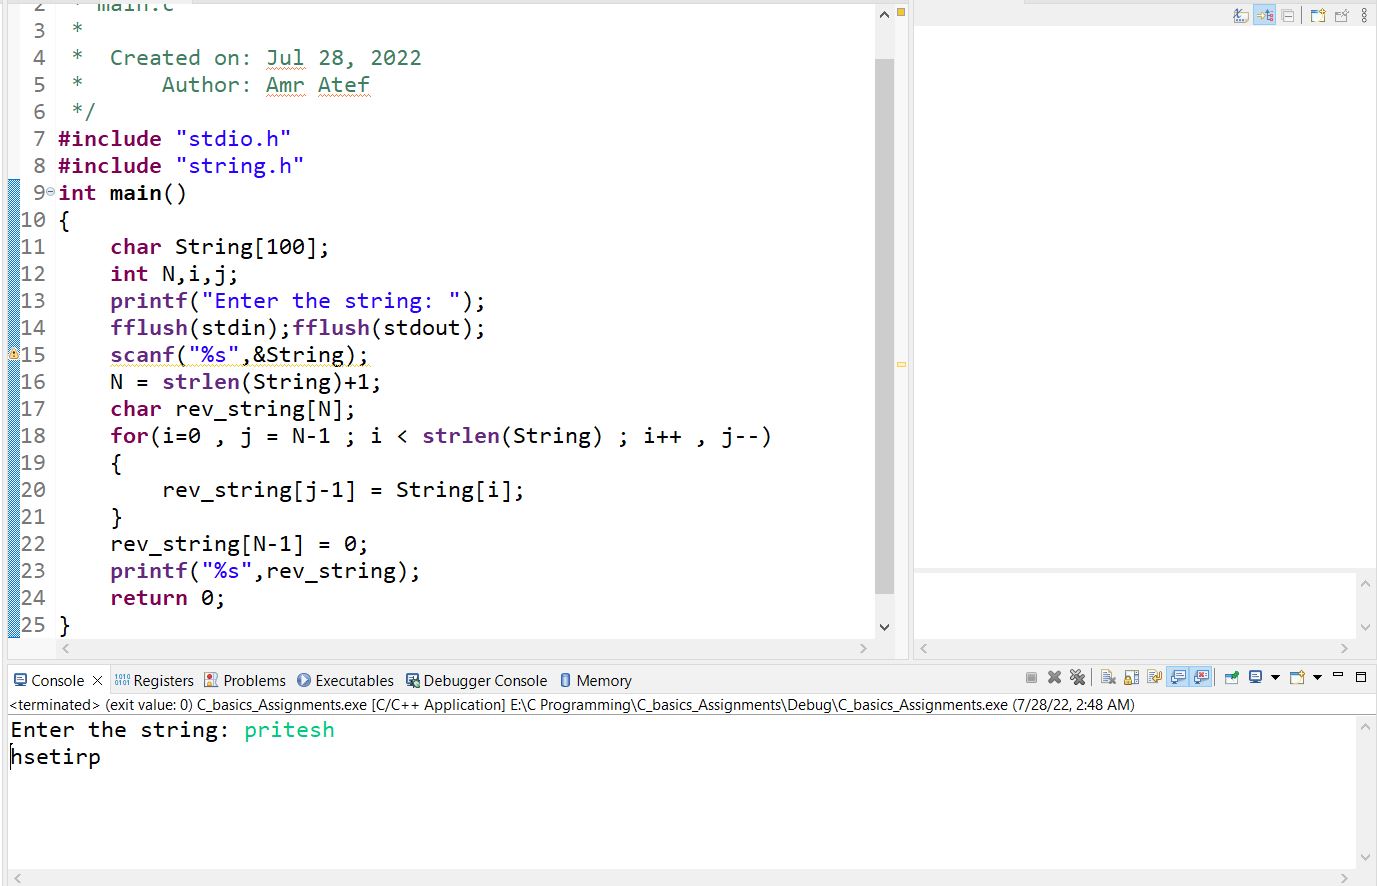 2 * main.c
3 *
4 *  Created on: Jul 28, 2022
5 *      Author: Amr Atef
6 */
7 #include "stdio.h"
8 #include "string.h"
9 int main()
10 {
11     char String[100];
12     int N,i,j;
13     printf("Enter the string: ");
14     fflush(stdin);fflush(stdout);
15     scanf("%s",&String);
16     N = strlen(String)+1;
17     char rev_string[N];
18     for(i=0 , j = N-1 ; i < strlen(String) ; i++ , j--)
19     {
20         rev_string[j-1] = String[i];
21     }
22     rev_string[N-1] = 0;
23     printf("%s",rev_string);
24     return 0;
25 }
Console Registers Problems Executables Debugger Console Memory
<terminated> (exit value: 0) C_basics_Assignments.exe [C/C++ Application] E:\C Programming\C_basics_Assignments\Debug\C_basics_Assignments.exe (7/28/22, 2:48 AM)
Enter the string: pritesh
hsetirp